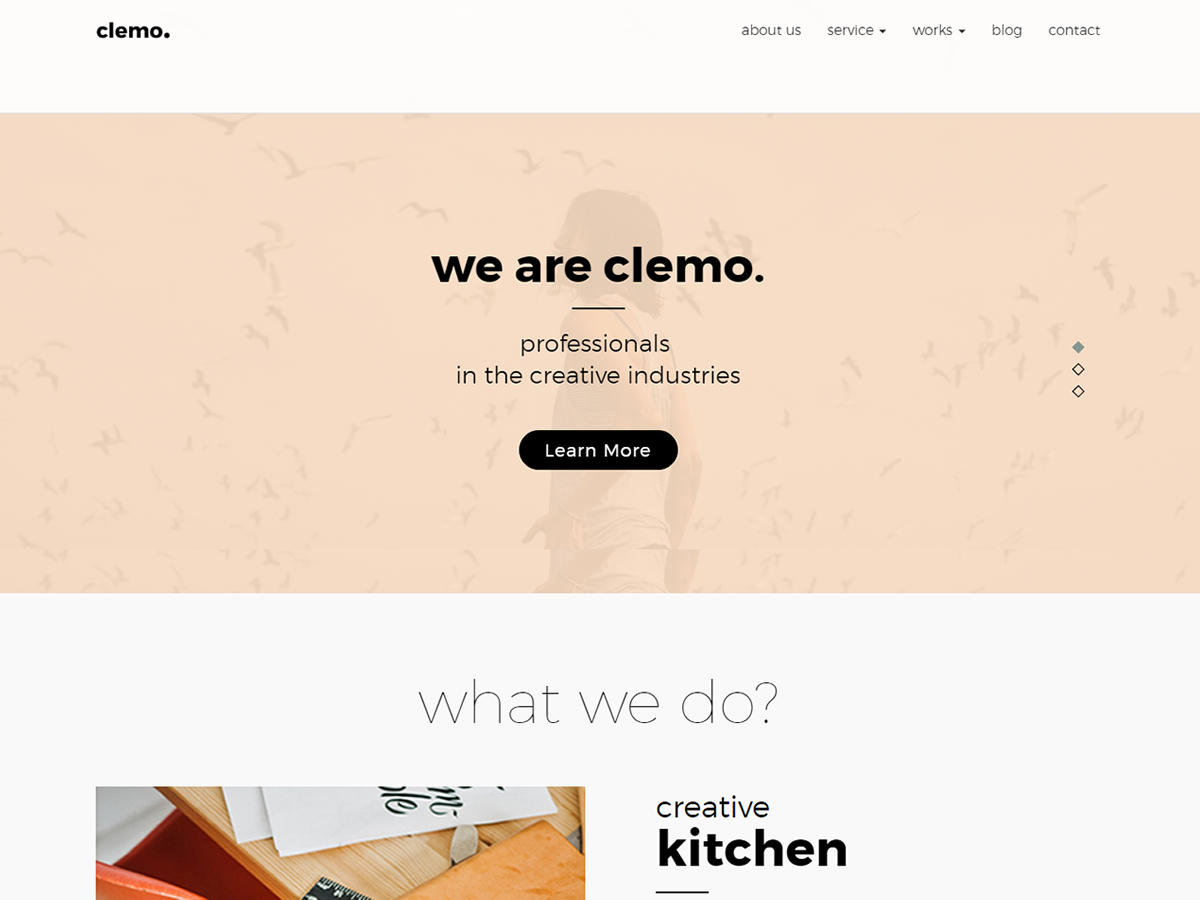 clemo.
about us service works blog contact
we are clemo.
professionals
in the creative industries
Learn More
what we do?
creative
kitchen